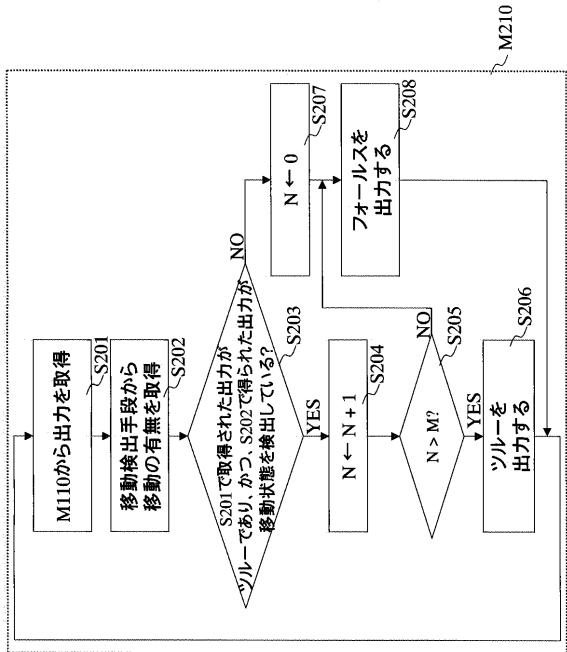 M110から出力を取得
S201
移動検出手段から
移動の有無を取得
S202
S201で取得された出力が
ツルーであり、かつ、S202で得られた出力が
移動状態を検出している?
S203
YES
NO
N ← N + 1
S204
N > M?
S205
YES
NO
ツルーを
出力する
S206
N ← 0
S207
フォールスを
出力する
S208
M210